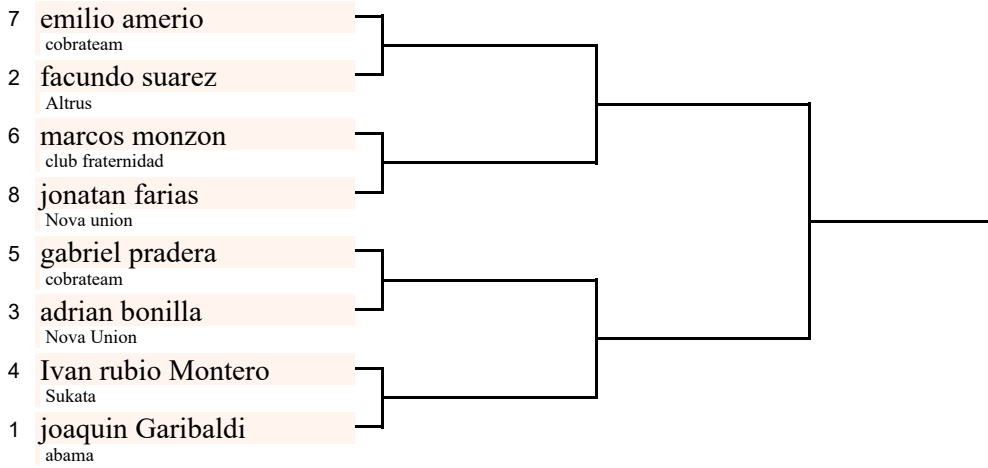 7 emilio amerio
cobrateam
2 facundo suarez
Altrus
6 marcos monzon
club fraternidad
8 jonatan farias
Nova union
5 gabriel pradera
cobrateam
3 adrian bonilla
Nova Union
4 Ivan rubio Montero
Sukata
1 joaquin Garibaldi
abama